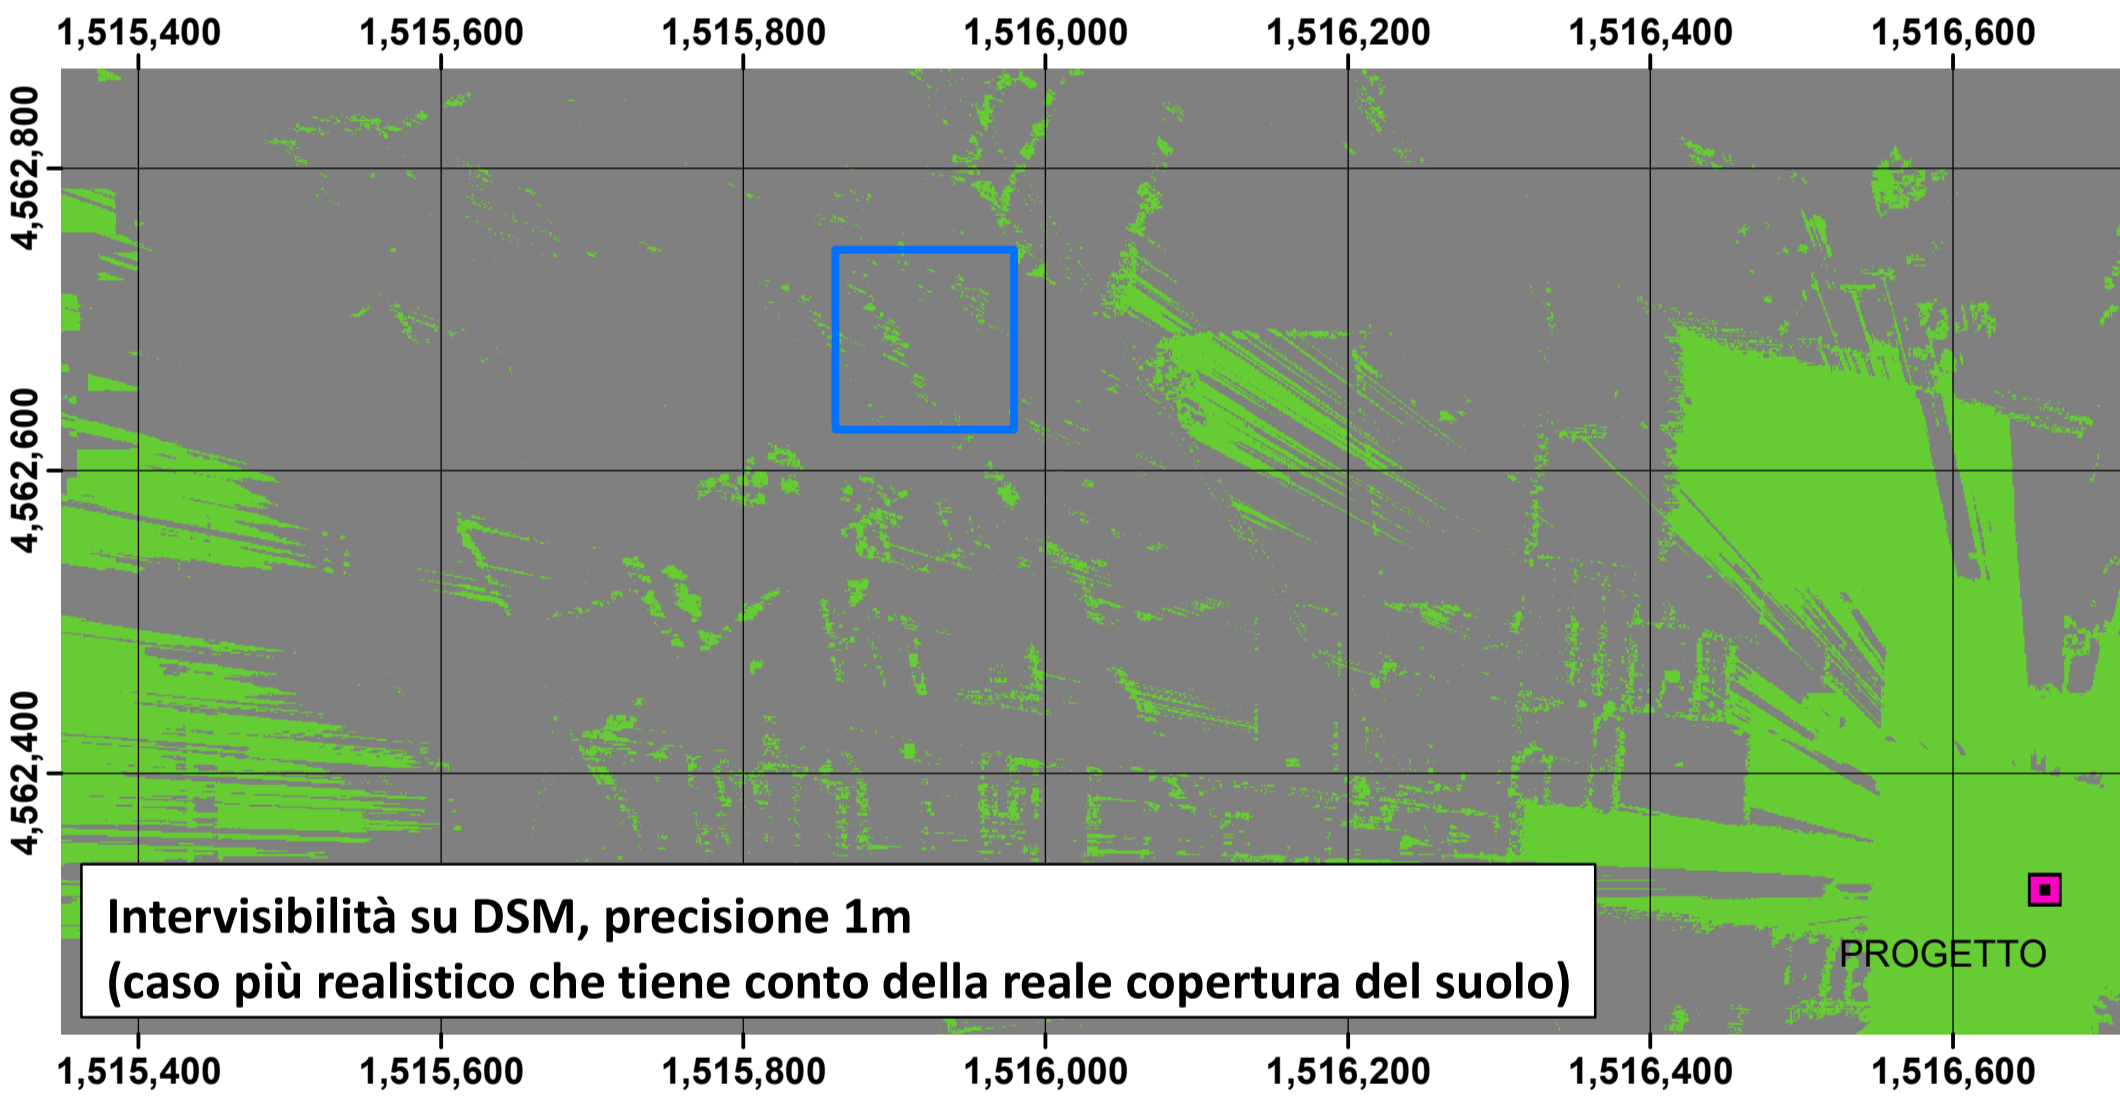 1,515,400 1,515,600 1,515,800 1,516,000 1,516,200 1,516,400 1,516,600
4,562,800
4,562,600
4,562,400
Intervisibilità su DSM, precisione 1m
(caso più realistico che tiene conto della reale copertura del suolo)
PROGETTO
1,515,400 1,515,600 1,515,800 1,516,000 1,516,200 1,516,400 1,516,600